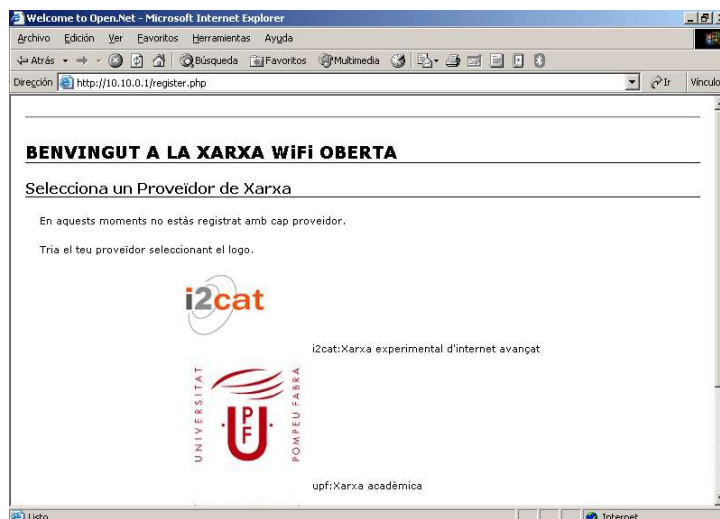 Welcome to Open.Net - Microsoft Internet Explorer
Archivo Edición Ver Favoritos Herramientas Ayuda
Atrás Búsqueda Favoritos Multimedia
Dirección http://10.10.0.1/register.php Ir Vínculo
BENVINGUT A LA XARXA WiFi OBERTA
Selecciona un Proveïdor de Xarxa
En aquests moments no estàs registrat amb cap proveidor.
Tria el teu proveïdor seleccionant el logo.
i2cat
i2cat:Xarxa experimental d'internet avançat
UNIVERSITAT
UPF
POMPEU FABRA
upf:Xarxa acadèmica
Listo Internet